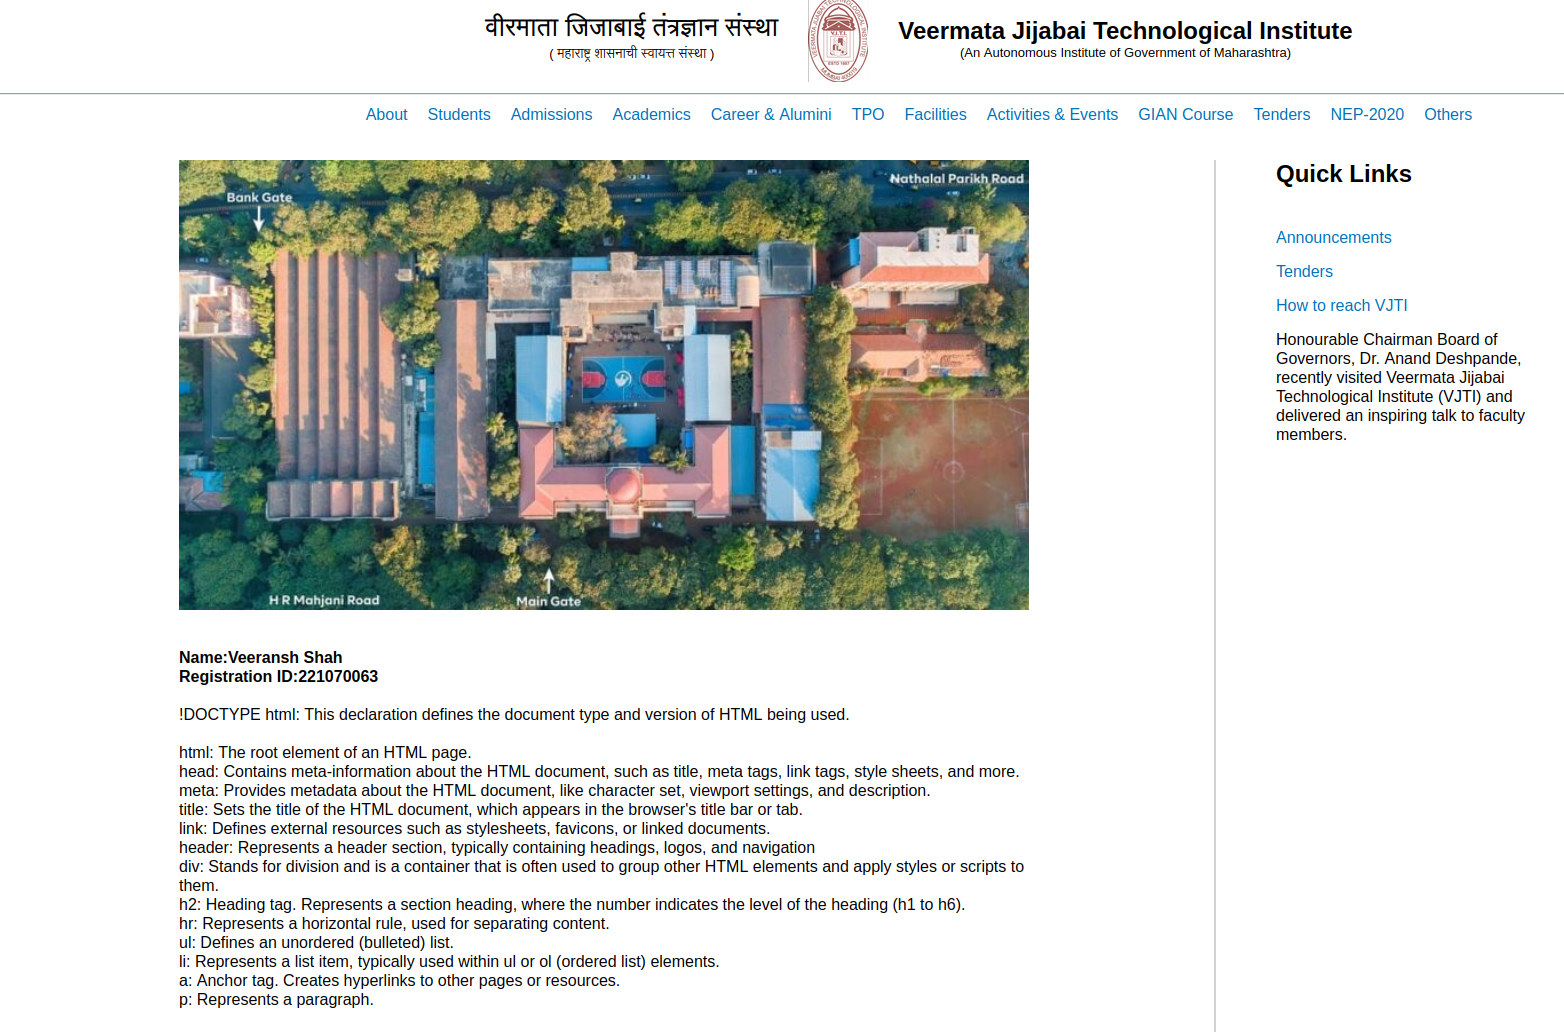 वीरमाता जिजाबाई तंत्रज्ञान संस्था
( महाराष्ट्र शासनाची स्वायत्त संस्था )
VEERMATA JIJABAI TECHNOLOGICAL INSTITUTE
V.J.T.I.
ESTD 1887
MUMBAI 400019
Veermata Jijabai Technological Institute
(An Autonomous Institute of Government of Maharashtra)
About Students Admissions Academics Career & Alumini TPO Facilities Activities & Events GIAN Course Tenders NEP-2020 Others
Bank Gate
Nathalal Parikh Road
H R Mahjani Road
Main Gate
Quick Links
Announcements
Tenders
How to reach VJTI
Honourable Chairman Board of
Governors, Dr. Anand Deshpande,
recently visited Veermata Jijabai
Technological Institute (VJTI) and
delivered an inspiring talk to faculty
members.
Name:Veeransh Shah
Registration ID:221070063
!DOCTYPE html: This declaration defines the document type and version of HTML being used.
html: The root element of an HTML page.
head: Contains meta-information about the HTML document, such as title, meta tags, link tags, style sheets, and more.
meta: Provides metadata about the HTML document, like character set, viewport settings, and description.
title: Sets the title of the HTML document, which appears in the browser's title bar or tab.
link: Defines external resources such as stylesheets, favicons, or linked documents.
header: Represents a header section, typically containing headings, logos, and navigation
div: Stands for division and is a container that is often used to group other HTML elements and apply styles or scripts to
them.
h2: Heading tag. Represents a section heading, where the number indicates the level of the heading (h1 to h6).
hr: Represents a horizontal rule, used for separating content.
ul: Defines an unordered (bulleted) list.
li: Represents a list item, typically used within ul or ol (ordered list) elements.
a: Anchor tag. Creates hyperlinks to other pages or resources.
p: Represents a paragraph.